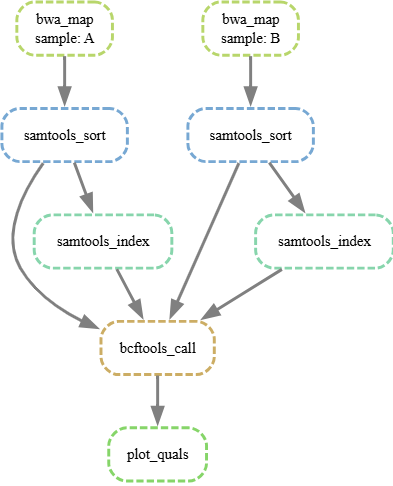 bwa_map
sample: A
bwa_map
sample: B
samtools_sort
samtools_sort
samtools_index
samtools_index
bcftools_call
plot_quals